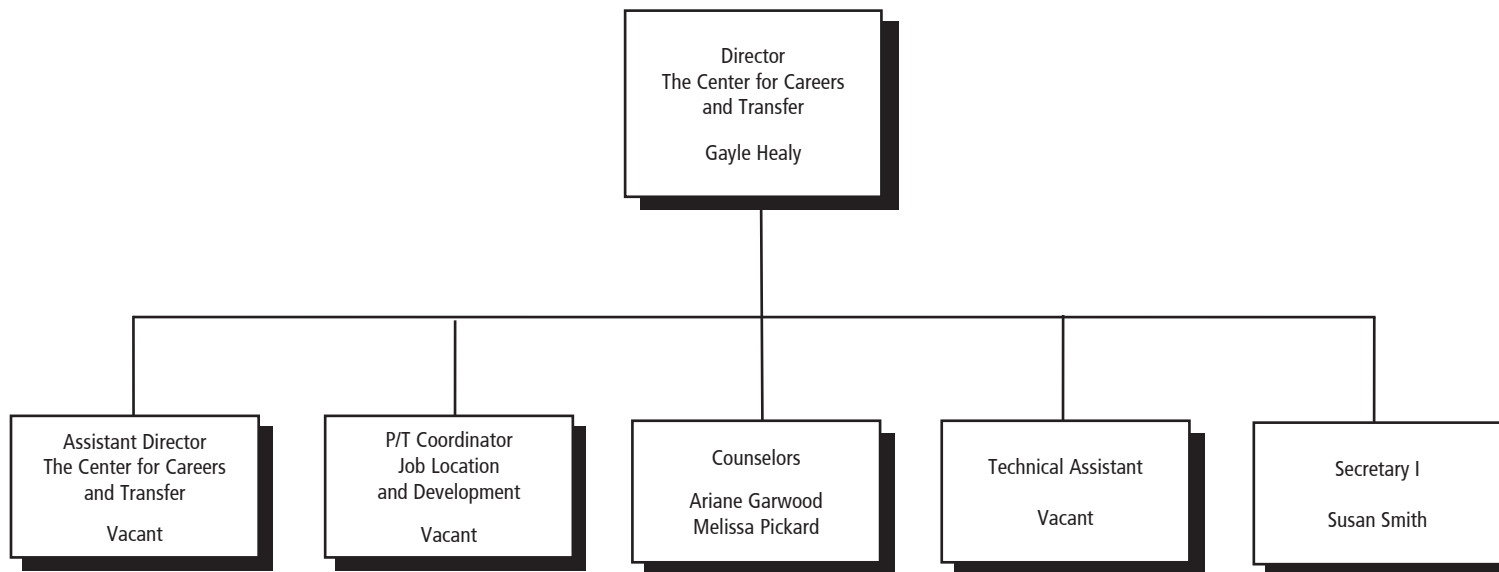 Director
The Center for Careers
and Transfer
Gayle Healy
Assistant Director
The Center for Careers
and Transfer
Vacant
P/T Coordinator
Job Location
and Development
Vacant
Counselors
Ariane Garwood
Melissa Pickard
Technical Assistant
Vacant
Secretary I
Susan Smith